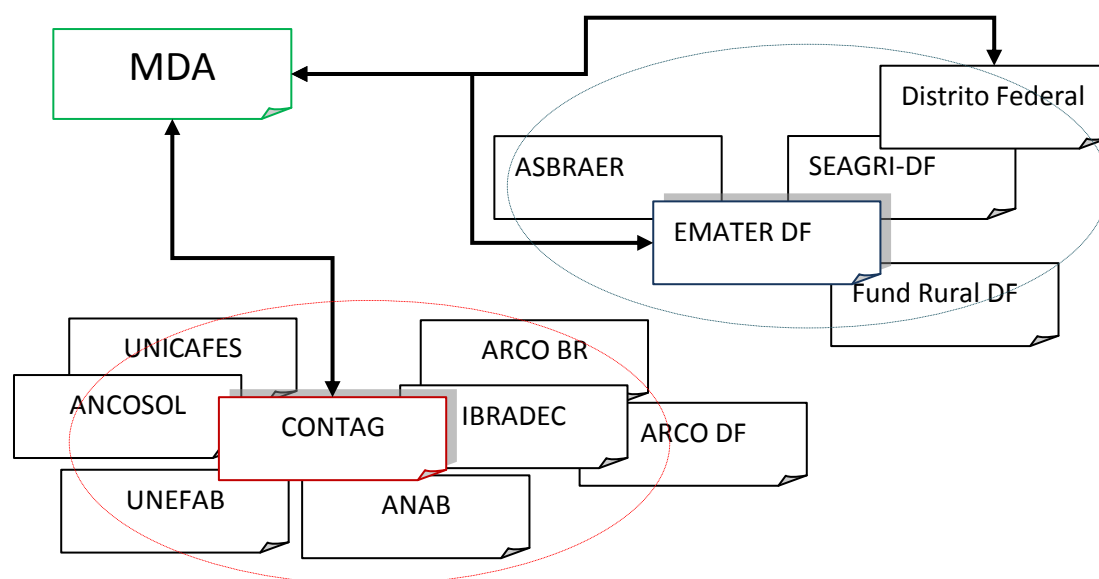 MDA
Distrito Federal
ASBRAER
SEAGRI-DF
EMATER DF
Fund Rural DF
UNICAFES
ARCO BR
ANCOSOL
CONTAG
IBRADEC
ARCO DF
UNEFAB
ANAB